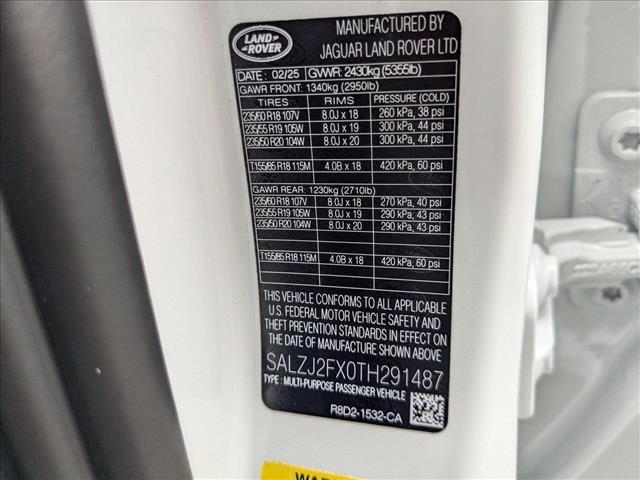 LAND
ROVER
MANUFACTURED BY
JAGUAR LAND ROVER LTD
DATE: 02/25 GVWR: 2430kg (5355lb)
GAWR FRONT: 1340kg (2950lb)
TIRES RIMS PRESSURE (COLD)
235/60 R18 107V 8.0J x 18 260 kPa, 38 psi
235/55 R19 105W 8.0J x 19 300 kPa, 44 psi
235/50 R20 104W 8.0J x 20 300 kPa, 44 psi
T155/85 R18 115M 4.0B x 18 420 kPa, 60 psi
GAWR REAR: 1230kg (2710lb)
235/60 R18 107V 8.0J x 18 270 kPa, 40 psi
235/55 R19 105W 8.0J x 19 290 kPa, 43 psi
235/50 R20 104W 8.0J x 20 290 kPa, 43 psi
T155/85 R18 115M 4.0B x 18 420 kPa, 60 psi
THIS VEHICLE CONFORMS TO ALL APPLICABLE
U.S. FEDERAL MOTOR VEHICLE SAFETY AND
THEFT PREVENTION STANDARDS IN EFFECT ON
THE DATE OF MANUFACTURE SHOWN ABOVE
SALZJ2FX0TH291487
TYPE: MULTI-PURPOSE PASSENGER VEHICLE
R8D2-1532-CA